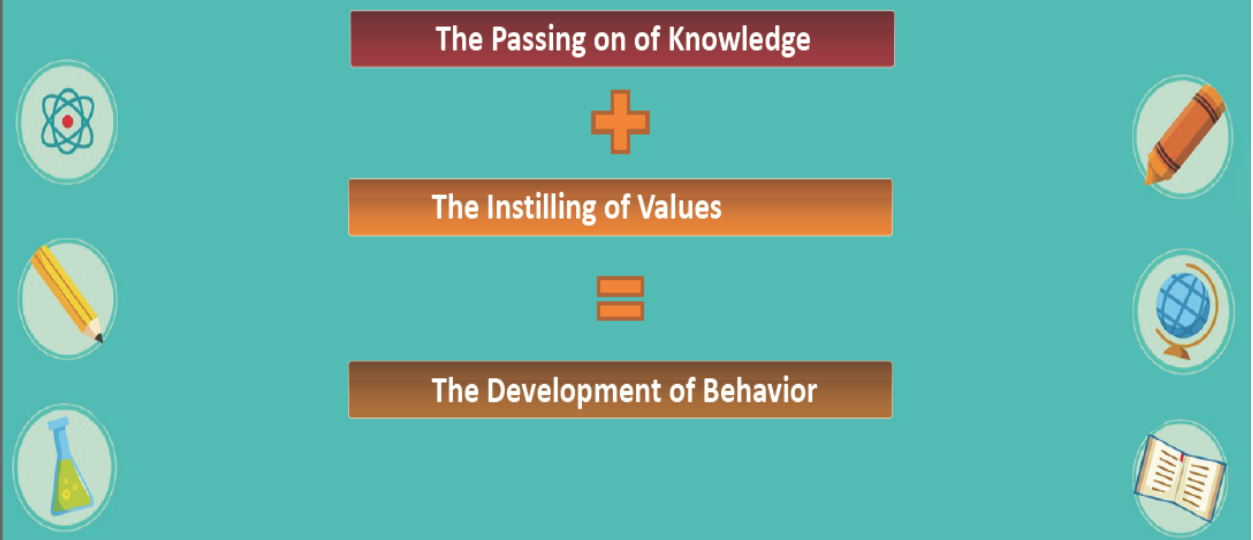 The Passing on of Knowledge
The Instilling of Values
The Development of Behavior